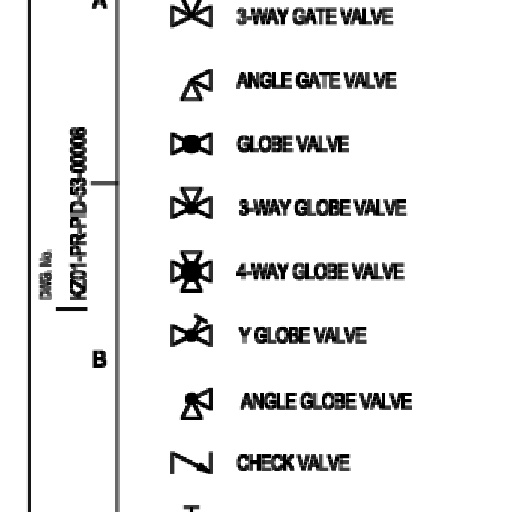 A
3-WAY GATE VALVE
ANGLE GATE VALVE
GLOBE VALVE
3-WAY GLOBE VALVE
4-WAY GLOBE VALVE
Y GLOBE VALVE
B
ANGLE GLOBE VALVE
CHECK VALVE
DWG. No.
KZ01-PR-PID-53-00006